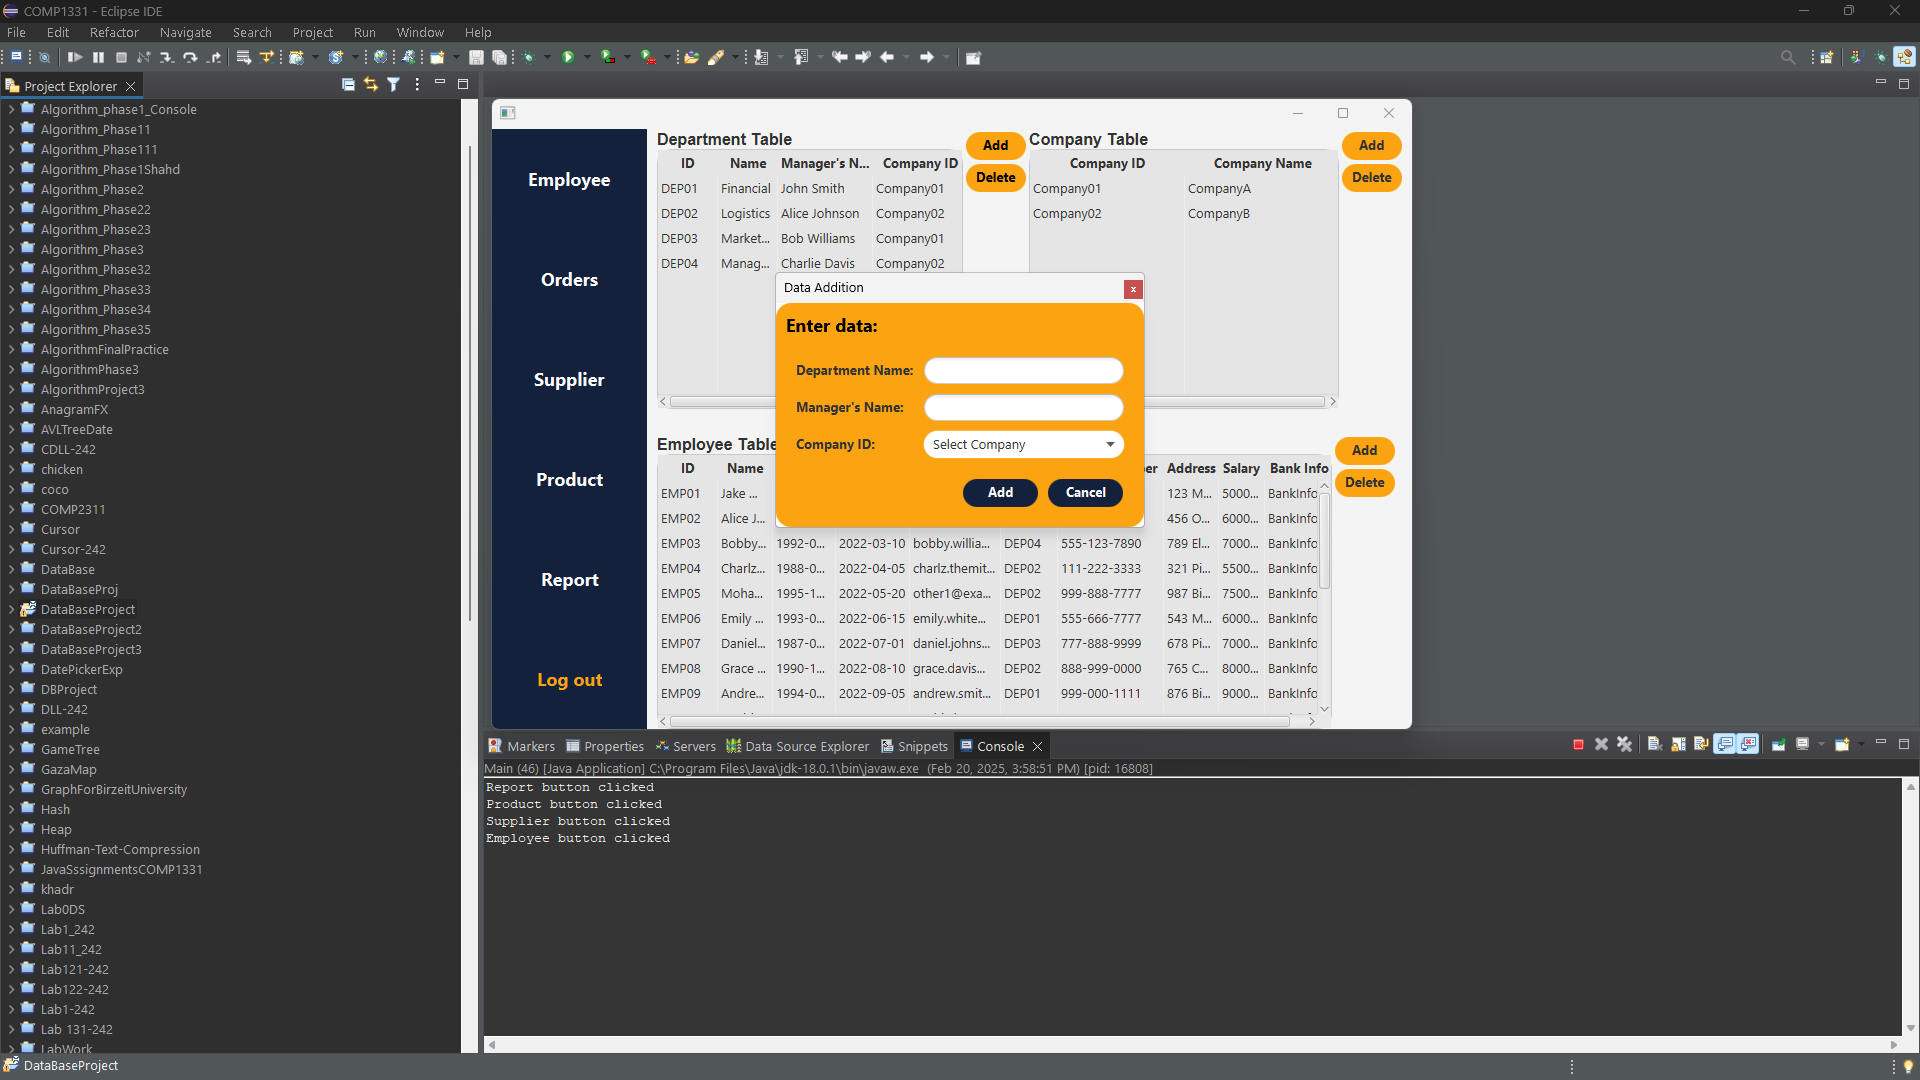 COMP1331 - Eclipse IDE
File Edit Refactor Navigate Search Project Run Window Help
Project Explorer
Algorithm_phase1_Console
Algorithm_Phase11
Algorithm_Phase111
Algorithm_Phase1Shahd
Algorithm_Phase2
Algorithm_Phase22
Algorithm_Phase23
Algorithm_Phase3
Algorithm_Phase32
Algorithm_Phase33
Algorithm_Phase34
Algorithm_Phase35
AlgorithmFinalPractice
AlgorithmPhase3
AlgorithmProject3
AnagramFX
AVLTreeDate
CDLL-242
chicken
coco
COMP2311
Cursor
Cursor-242
DataBase
DataBaseProj
DataBaseProject
DataBaseProject2
DataBaseProject3
DatePickerExp
DBProject
DLL-242
example
GameTree
GazaMap
GraphForBirzeitUniversity
Hash
Heap
Huffman-Text-Compression
JavaSssignmentsCOMP1331
khadr
Lab0DS
Lab1_242
Lab11_242
Lab121-242
Lab122-242
Lab1-242
Lab 131-242
LabWork
DataBaseProject
Employee
Orders
Supplier
Product
Report
Log out
Department Table
Add
Delete
ID Name Manager's N... Company ID
DEP01 Financial John Smith Company01
DEP02 Logistics Alice Johnson Company02
DEP03 Market... Bob Williams Company01
DEP04 Manag... Charlie Davis Company02
Company Table
Add
Delete
Company ID Company Name
Company01 CompanyA
Company02 CompanyB
Data Addition
x
Enter data:
Department Name:
Manager's Name:
Company ID: Select Company
Add Cancel
Employee Table
Add
Delete
ID Name er Address Salary Bank Info
EMP01 Jake ... 123 M... 5000... BankInfo
EMP02 Alice J... 456 O... 6000... BankInfo
EMP03 Bobby... 1992-0... 2022-03-10 bobby.willia... DEP04 555-123-7890 789 El... 7000... BankInfo
EMP04 Charlz... 1988-0... 2022-04-05 charlz.themit... DEP02 111-222-3333 321 Pi... 5500... BankInfo
EMP05 Moha... 1995-1... 2022-05-20 other1@exa... DEP02 999-888-7777 987 Bi... 7500... BankInfo
EMP06 Emily ... 1993-0... 2022-06-15 emily.white... DEP01 555-666-7777 543 M... 6000... BankInfo
EMP07 Daniel... 1987-0... 2022-07-01 daniel.johns... DEP03 777-888-9999 678 Pi... 7000... BankInfo
EMP08 Grace ... 1990-1... 2022-08-10 grace.davis... DEP02 888-999-0000 765 C... 8000... BankInfo
EMP09 Andre... 1994-0... 2022-09-05 andrew.smit... DEP01 999-000-1111 876 Bi... 9000... BankInfo
Markers Properties Servers Data Source Explorer Snippets Console
Main (46) [Java Application] C:\Program Files\Java\jdk-18.0.1\bin\javaw.exe (Feb 20, 2025, 3:58:51 PM) [pid: 16808]
Report button clicked
Product button clicked
Supplier button clicked
Employee button clicked